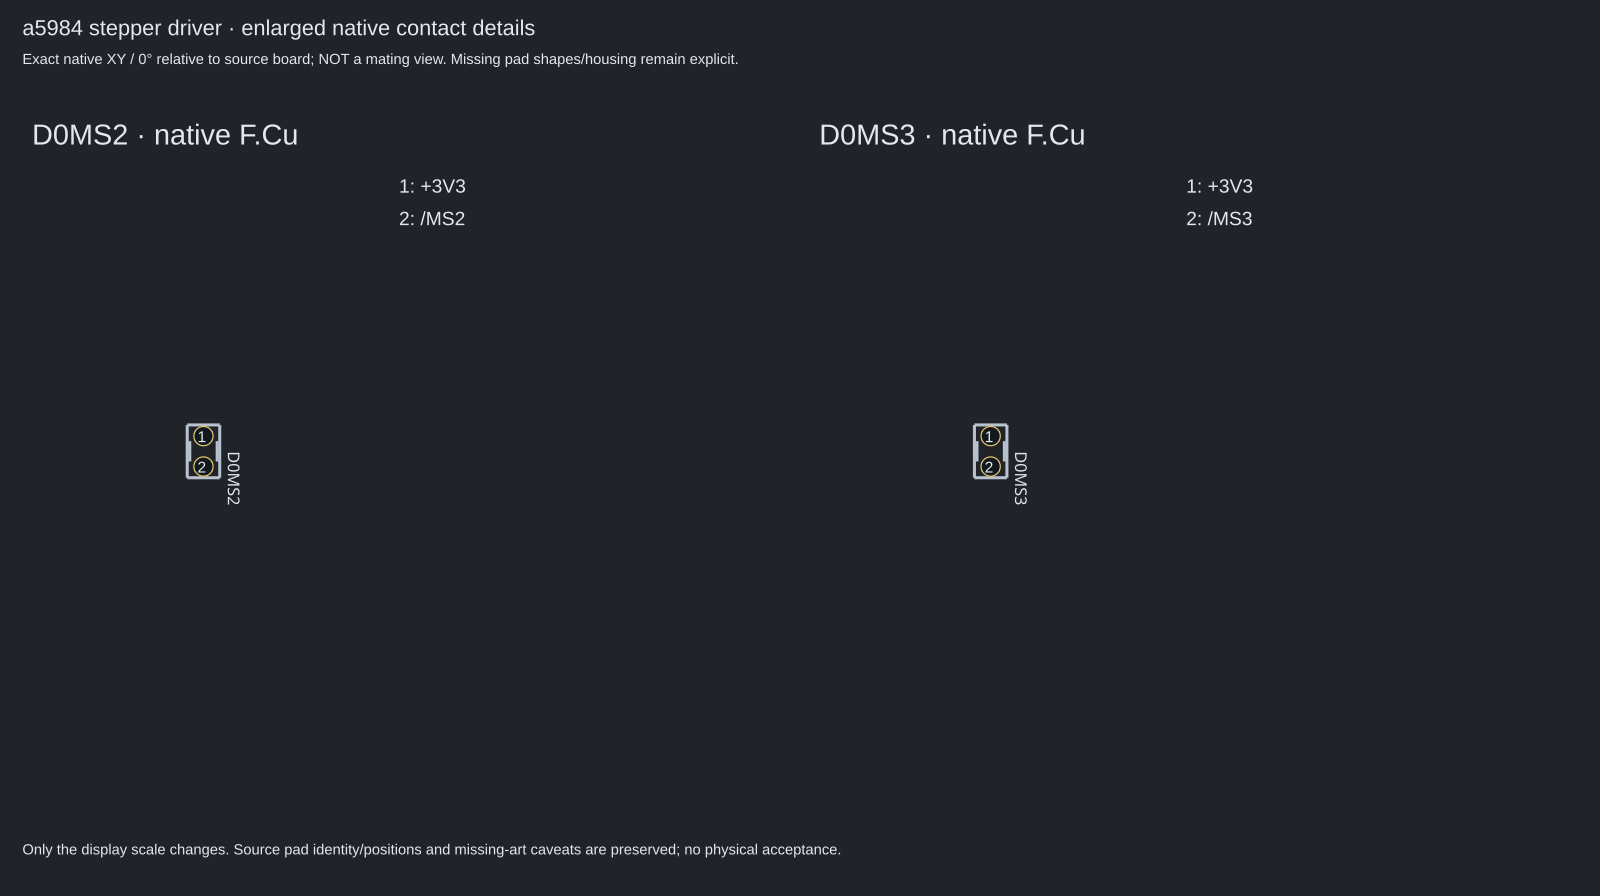 a5984 stepper driver · enlarged native contact details
Exact native XY / 0° relative to source board; NOT a mating view. Missing pad shapes/housing remain explicit.
D0MS2 · native F.Cu
1: +3V3
2: /MS2
1
2
D0MS2
D0MS3 · native F.Cu
1: +3V3
2: /MS3
1
2
D0MS3
Only the display scale changes. Source pad identity/positions and missing-art caveats are preserved; no physical acceptance.